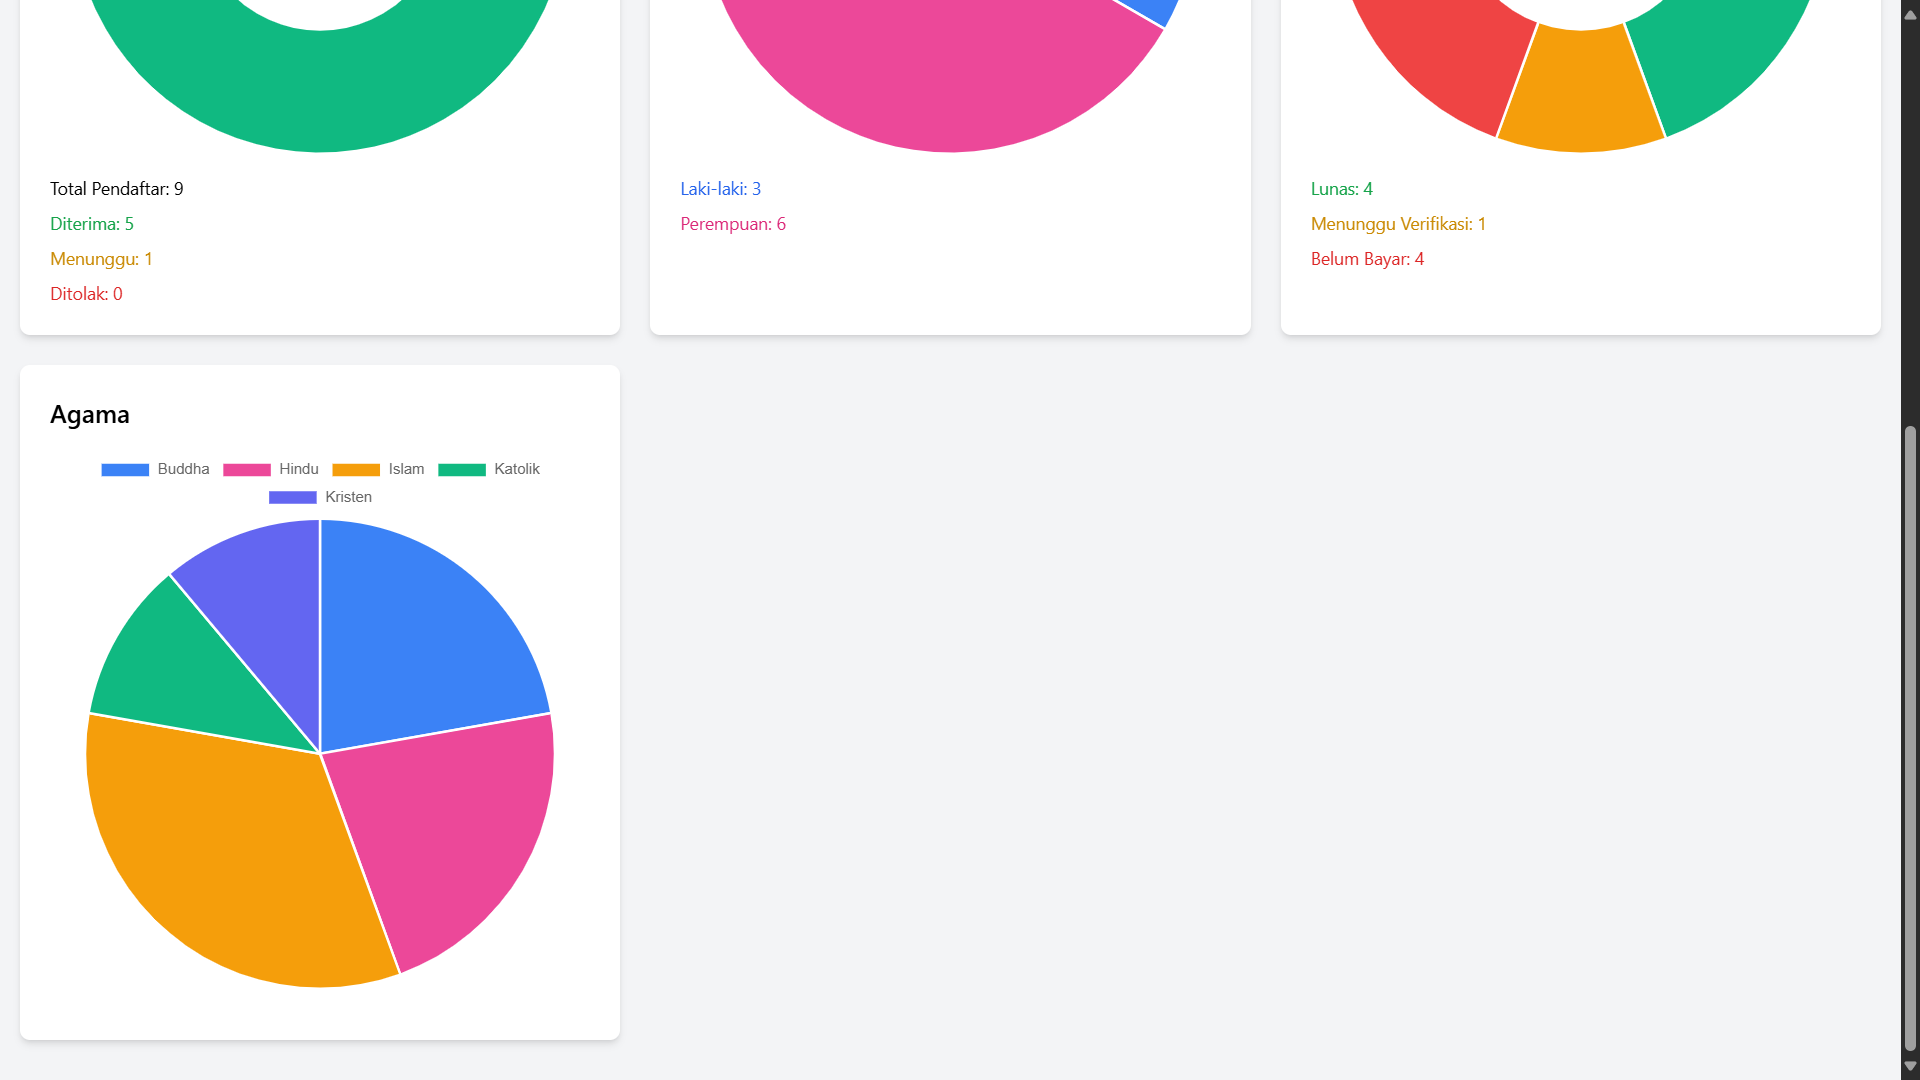 Total Pendaftar: 9
Diterima: 5
Menunggu: 1
Ditolak: 0
Laki-laki: 3
Perempuan: 6
Lunas: 4
Menunggu Verifikasi: 1
Belum Bayar: 4
Agama
Buddha Hindu Islam Katolik
Kristen